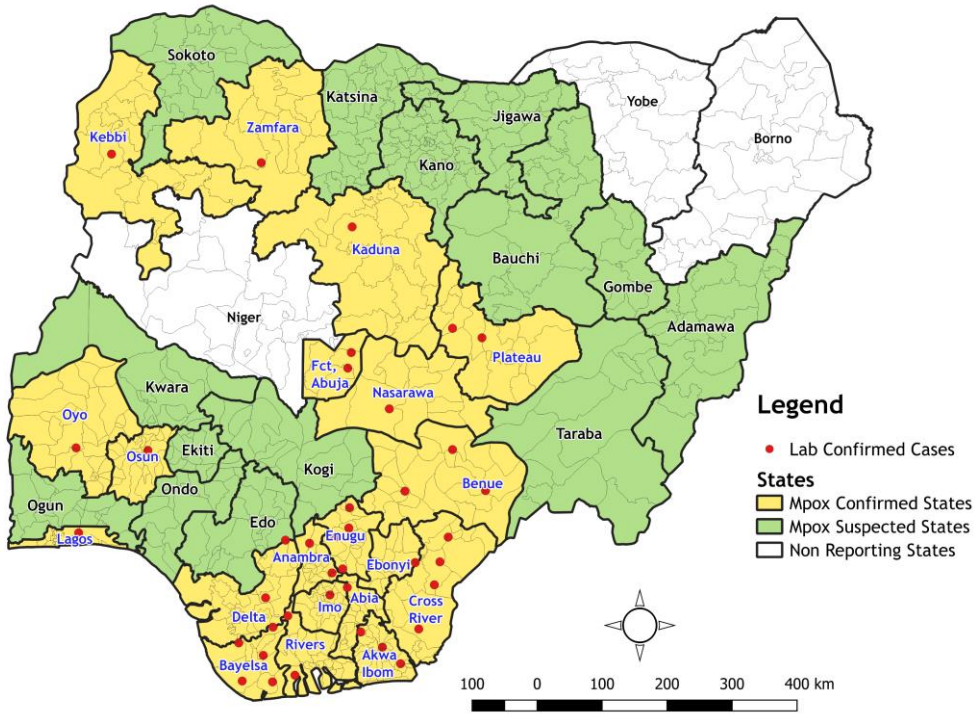 Sokoto
Katsina
Yobe
Jigawa
Zamfara
Kebbi
Borno
Kano
Kaduna
Bauchi
Gombe
Niger
Adamawa
Plateau
Fct,
Abuja
Nasarawa
Kwara
Oyo
Taraba
Ekiti
Osun
Kogi
Benue
Ondo
Ogun
Edo
Lagos
Enugu
Anambra
Ebonyi
Abia
Imo
Cross
River
Delta
Rivers
Akwa
Ibom
Bayelsa
Legend
Lab Confirmed Cases
States
Mpox Confirmed States
Mpox Suspected States
Non Reporting States
100 0 100 200 300 400 km